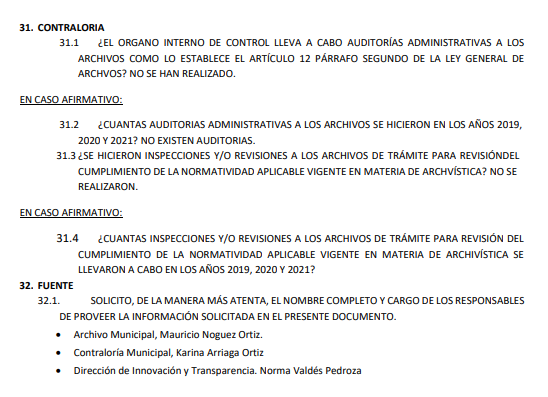 31. CONTRALORIA
31.1 ¿EL ORGANO INTERNO DE CONTROL LLEVA A CABO AUDITORÍAS ADMINISTRATIVAS A LOS
ARCHIVOS COMO LO ESTABLECE EL ARTÍCULO 12 PÁRRAFO SEGUNDO DE LA LEY GENERAL DE
ARCHVOS? NO SE HAN REALIZADO.
EN CASO AFIRMATIVO:
31.2 ¿CUANTAS AUDITORIAS ADMINISTRATIVAS A LOS ARCHIVOS SE HICIERON EN LOS AÑOS 2019,
2020 Y 2021? NO EXISTEN AUDITORIAS.
31.3 ¿SE HICIERON INSPECCIONES Y/O REVISIONES A LOS ARCHIVOS DE TRÁMITE PARA REVISIÓNDEL
CUMPLIMIENTO DE LA NORMATIVIDAD APLICABLE VIGENTE EN MATERIA DE ARCHVÍSTICA? NO SE
REALIZARON.
EN CASO AFIRMATIVO:
31.4 ¿CUANTAS INSPECCIONES Y/O REVISIONES A LOS ARCHIVOS DE TRÁMITE PARA REVISIÓN DEL
CUMPLIMIENTO DE LA NORMATIVIDAD APLICABLE VIGENTE EN MATERIA DE ARCHIVÍSTICA SE
LLEVARON A CABO EN LOS AÑOS 2019, 2020 Y 2021?
32. FUENTE
32.1. SOLICITO, DE LA MANERA MÁS ATENTA, EL NOMBRE COMPLETO Y CARGO DE LOS RESPONSABLES
DE PROVEER LA INFORMACIÓN SOLICITADA EN EL PRESENTE DOCUMENTO.
• Archivo Municipal, Mauricio Noguez Ortiz.
• Contraloría Municipal, Karina Arriaga Ortiz
• Dirección de Innovación y Transparencia. Norma Valdés Pedroza